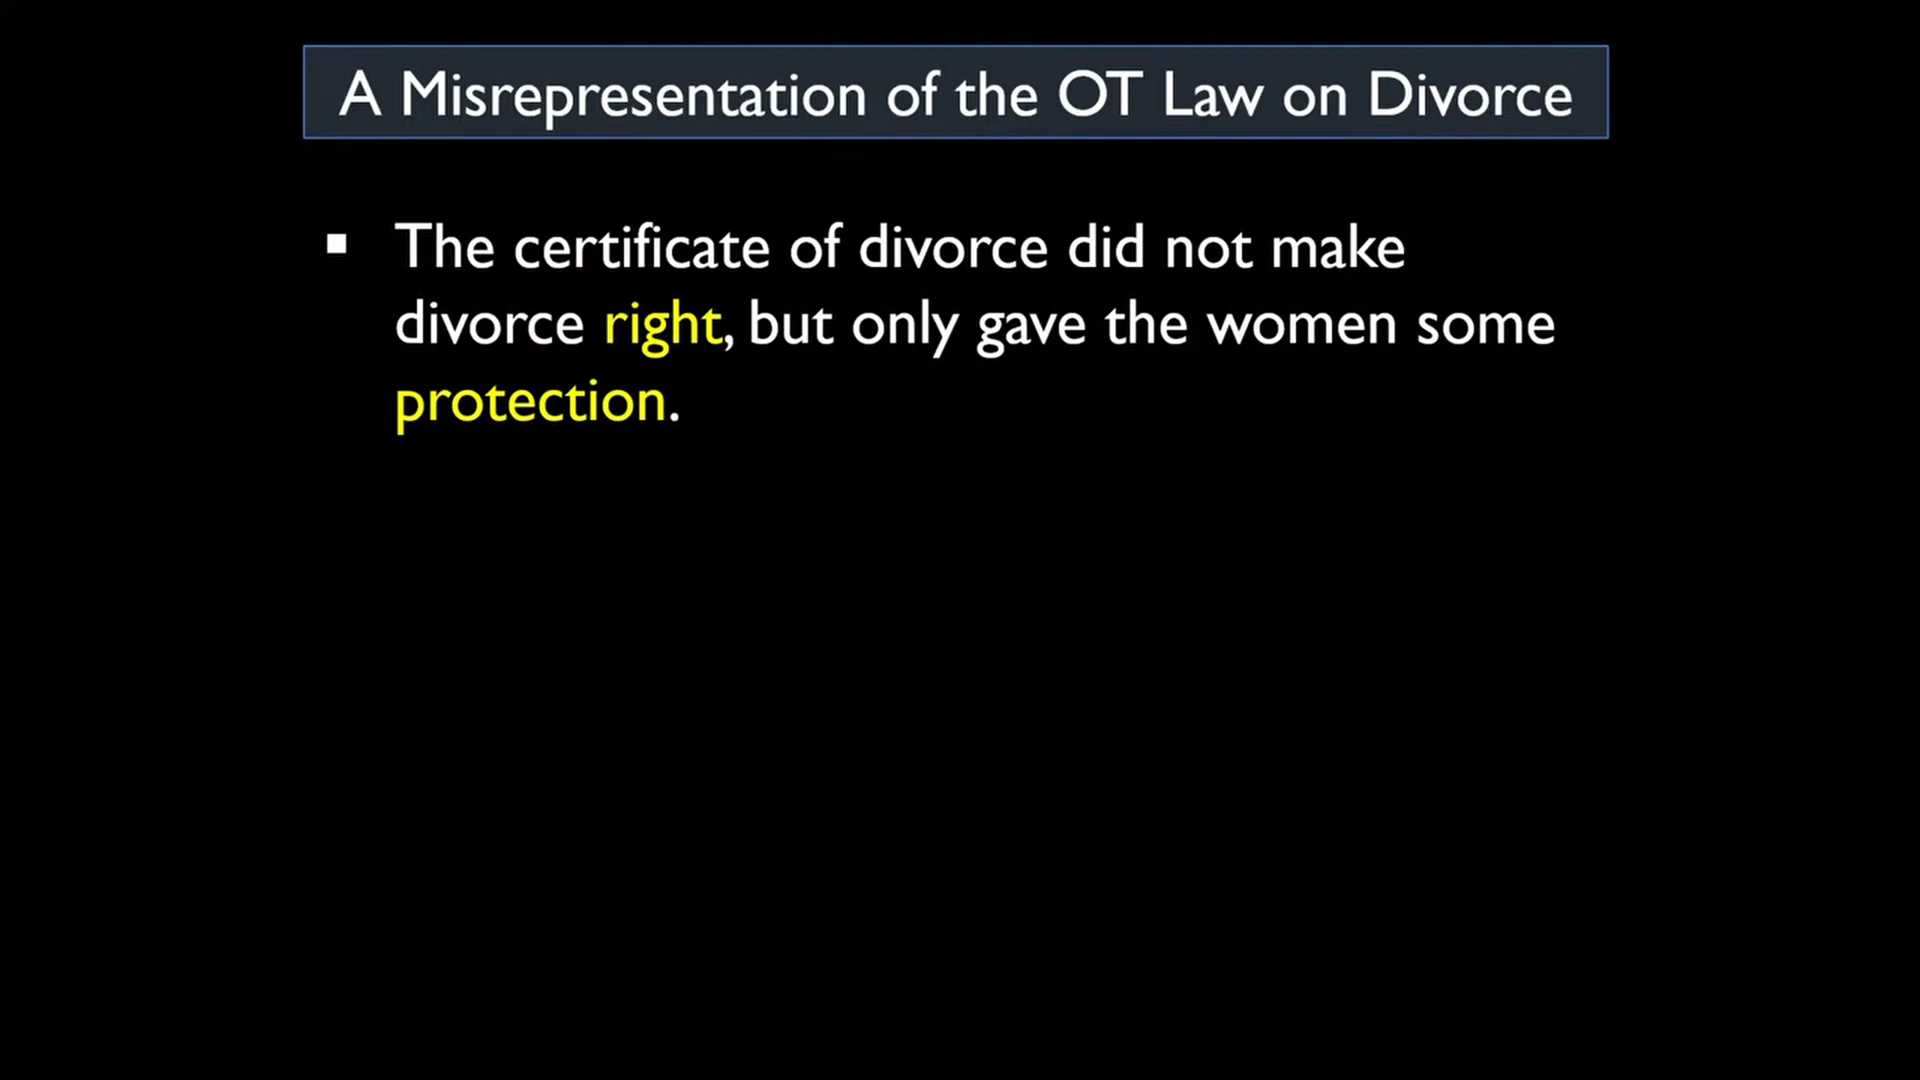 A Misrepresentation of the OT Law on Divorce
▪ The certificate of divorce did not make
divorce right, but only gave the women some
protection.